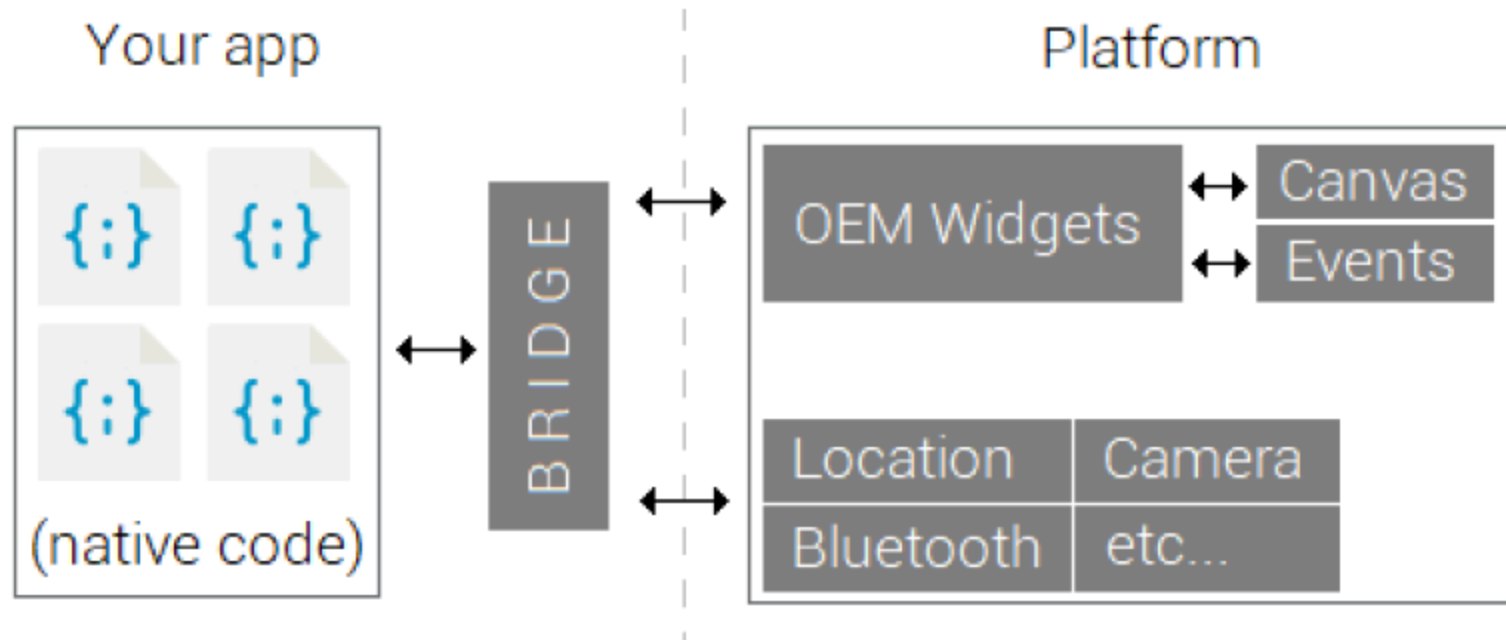 Your app
Platform
{;} {;}
{;} {;}
(native code)
BRIDGE
OEM Widgets
Canvas
Events
Location
Camera
Bluetooth
etc...